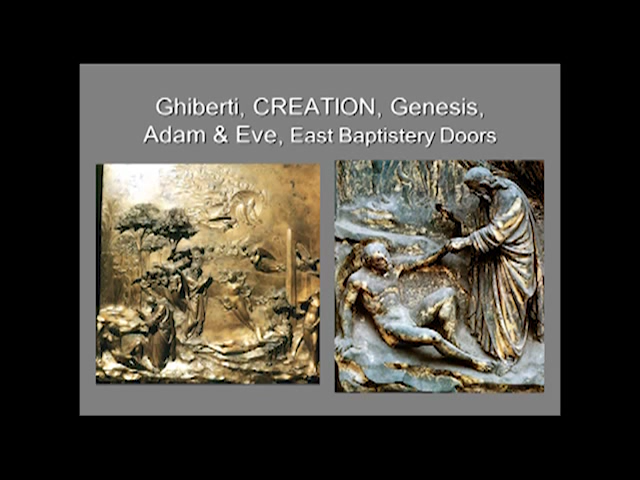 Ghiberti, CREATION, Genesis,
Adam & Eve, East Baptistery Doors